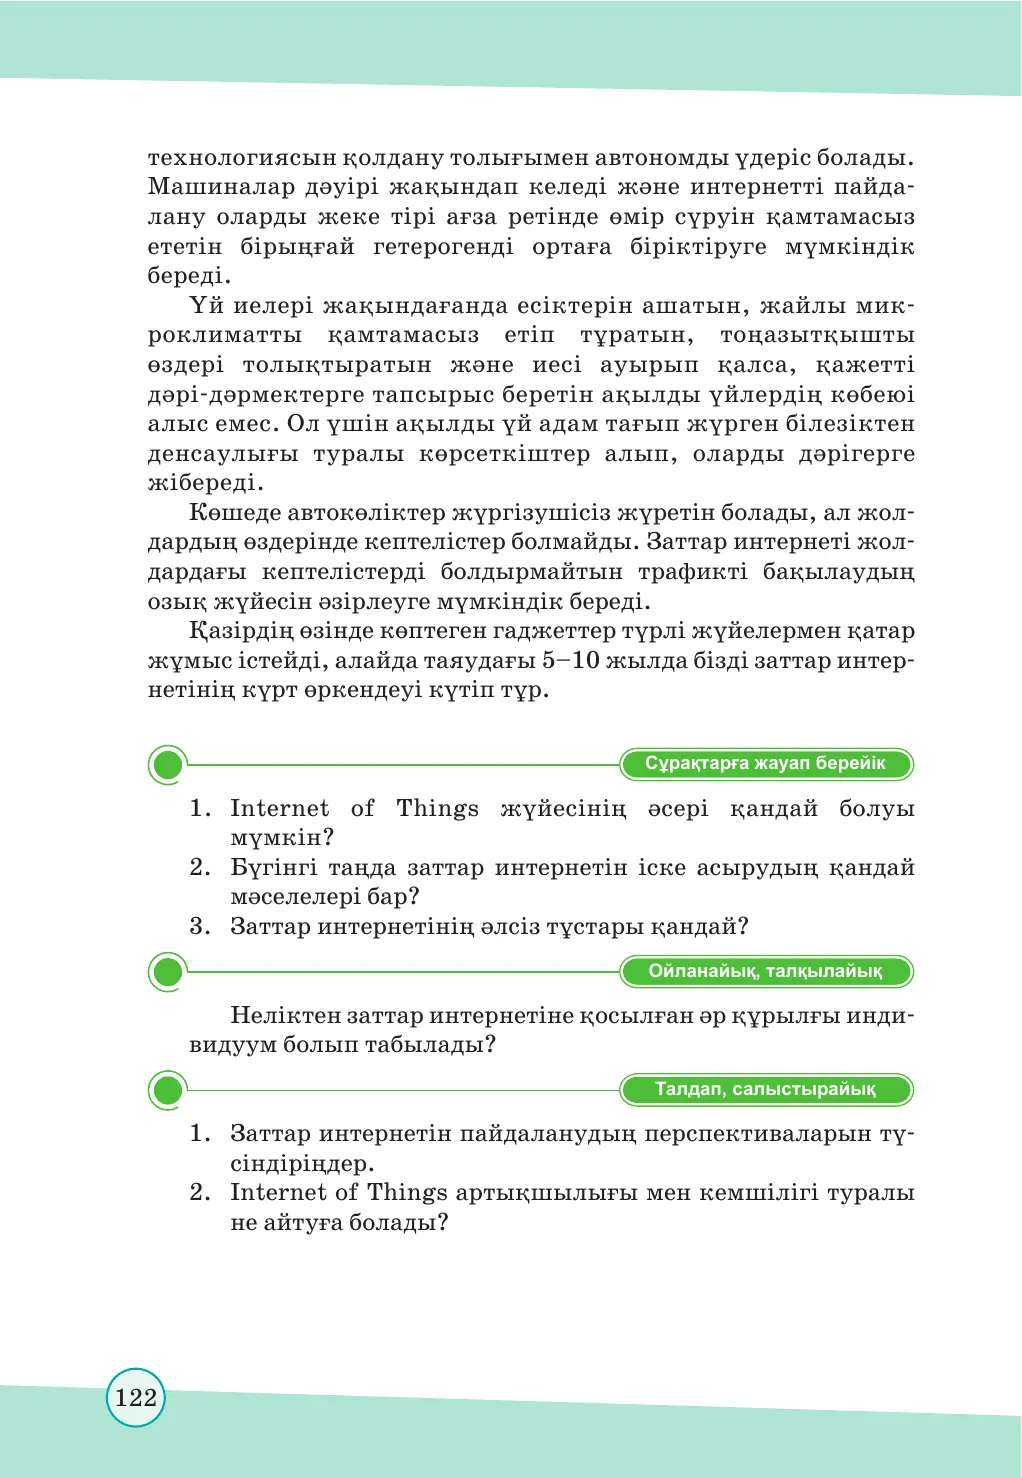 технологиясын қолдану толығымен автономды үдеріс болады.
Машиналар дәуірі жақындап келеді және интернетті пайда-
лану оларды жеке тірі ағза ретінде өмір сүруін қамтамасыз
ететін бірыңғай гетерогенді ортаға біріктіруге мүмкіндік
береді.
Үй иелері жақындағанда есіктерін ашатын, жайлы мик-
роклиматты қамтамасыз етіп тұратын, тоңазытқышты
өздері толықтыратын және иесі ауырып қалса, қажетті
дәрі-дәрмектерге тапсырыс беретін ақылды үйлердің көбеюі
алыс емес. Ол үшін ақылды үй адам тағып жүрген білезіктен
денсаулығы туралы көрсеткіштер алып, оларды дәрігерге
жібереді.
Көшеде автокөліктер жүргізушісіз жүретін болады, ал жол-
дардың өздерінде кептелістер болмайды. Заттар интернеті жол-
дардағы кептелістерді болдырмайтын трафикті бақылаудың
озық жүйесін әзірлеуге мүмкіндік береді.
Қазірдің өзінде көптеген гаджеттер түрлі жүйелермен қатар
жұмыс істейді, алайда таяудағы 5–10 жылда бізді заттар интер-
нетінің күрт өркендеуі күтіп тұр.
Сұрақтарға жауап берейік
1. Internet of Things жүйесінің әсері қандай болуы
мүмкін?
2. Бүгінгі таңда заттар интернетін іске асырудың қандай
мәселелері бар?
3. Заттар интернетінің әлсіз тұстары қандай?
Ойланайық, талқылайық
Неліктен заттар интернетіне қосылған әр құрылғы инди-
видуум болып табылады?
Талдап, салыстырайық
1. Заттар интернетін пайдаланудың перспективаларын тү-
сіндіріңдер.
2. Internet of Things артықшылығы мен кемшілігі туралы
не айтуға болады?
122